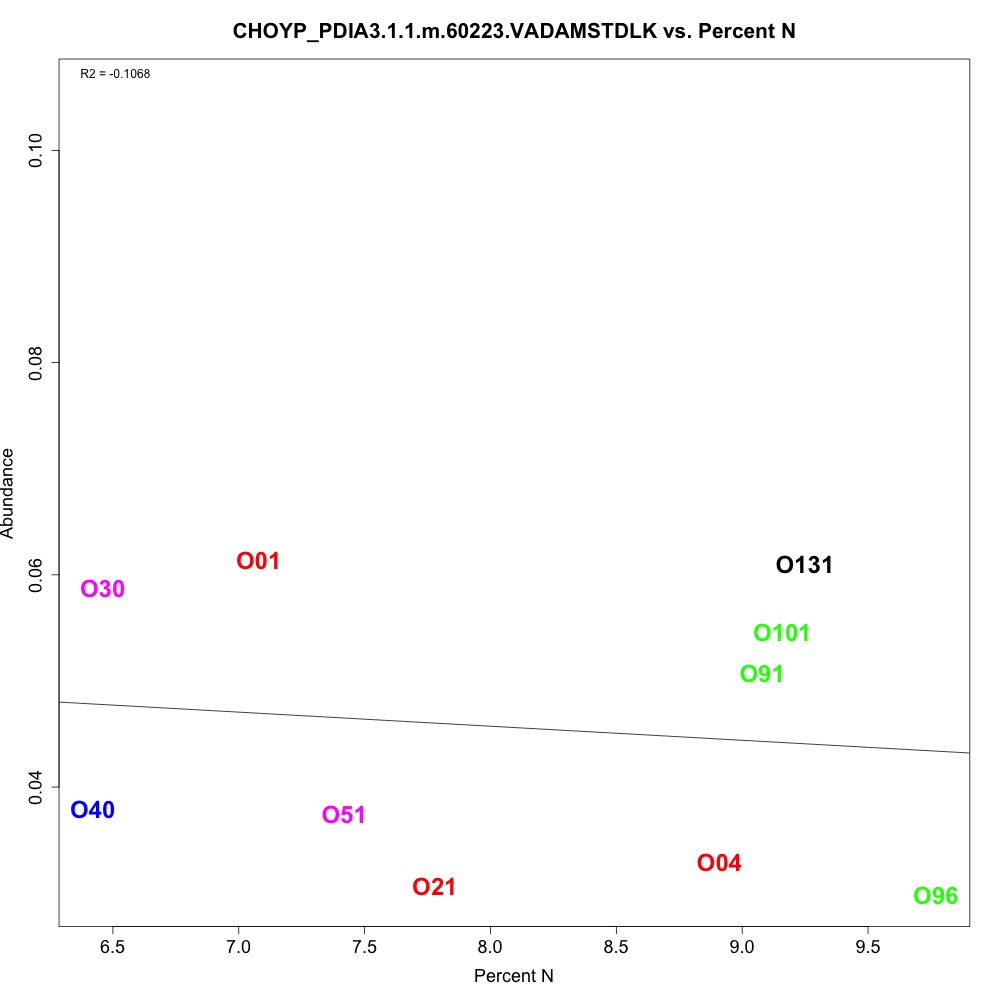 CHOYP_PDIA3.1.1.m.60223.VADAMSTDLK vs. Percent N
R2 = -0.1068
0.10
0.08
Abundance
0.06
0.04
O01
O131
O30
O101
O91
O40
O51
O04
O21
O96
6.5 7.0 7.5 8.0 8.5 9.0 9.5
Percent N